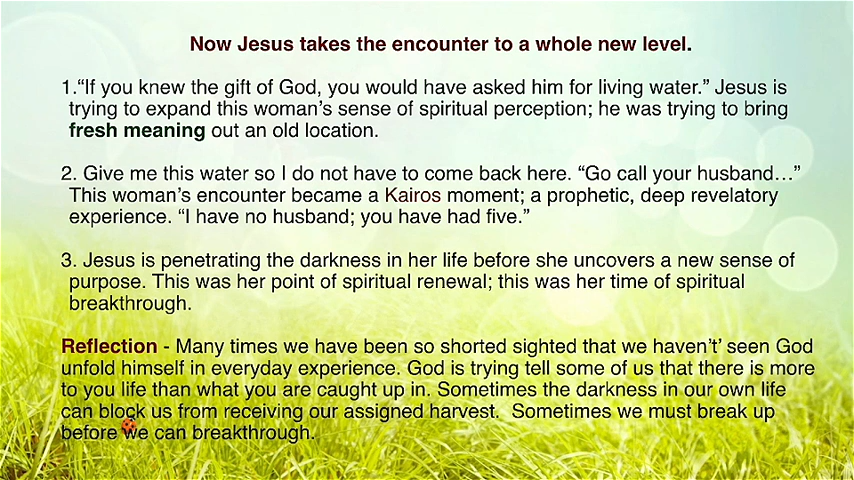 Now Jesus takes the encounter to a whole new level.
1.“If you knew the gift of God, you would have asked him for living water.” Jesus is
trying to expand this woman’s sense of spiritual perception; he was trying to bring
fresh meaning out an old location.
2. Give me this water so I do not have to come back here. “Go call your husband…”
This woman’s encounter became a Kairos moment; a prophetic, deep revelatory
experience. “I have no husband; you have had five.”
3. Jesus is penetrating the darkness in her life before she uncovers a new sense of
purpose. This was her point of spiritual renewal; this was her time of spiritual
breakthrough.
Reflection - Many times we have been so shorted sighted that we haven’t’ seen God
unfold himself in everyday experience. God is trying tell some of us that there is more
to you life than what you are caught up in. Sometimes the darkness in our own life
can block us from receiving our assigned harvest.  Sometimes we must break up
before we can breakthrough.